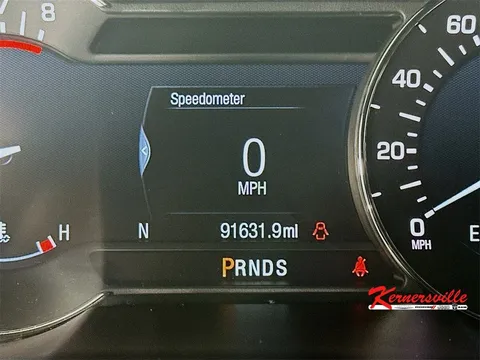 8
Speedometer
0
MPH
H
N
91631.9mi
PRNDS
60
40
20
0
MPH
E
Kernersville